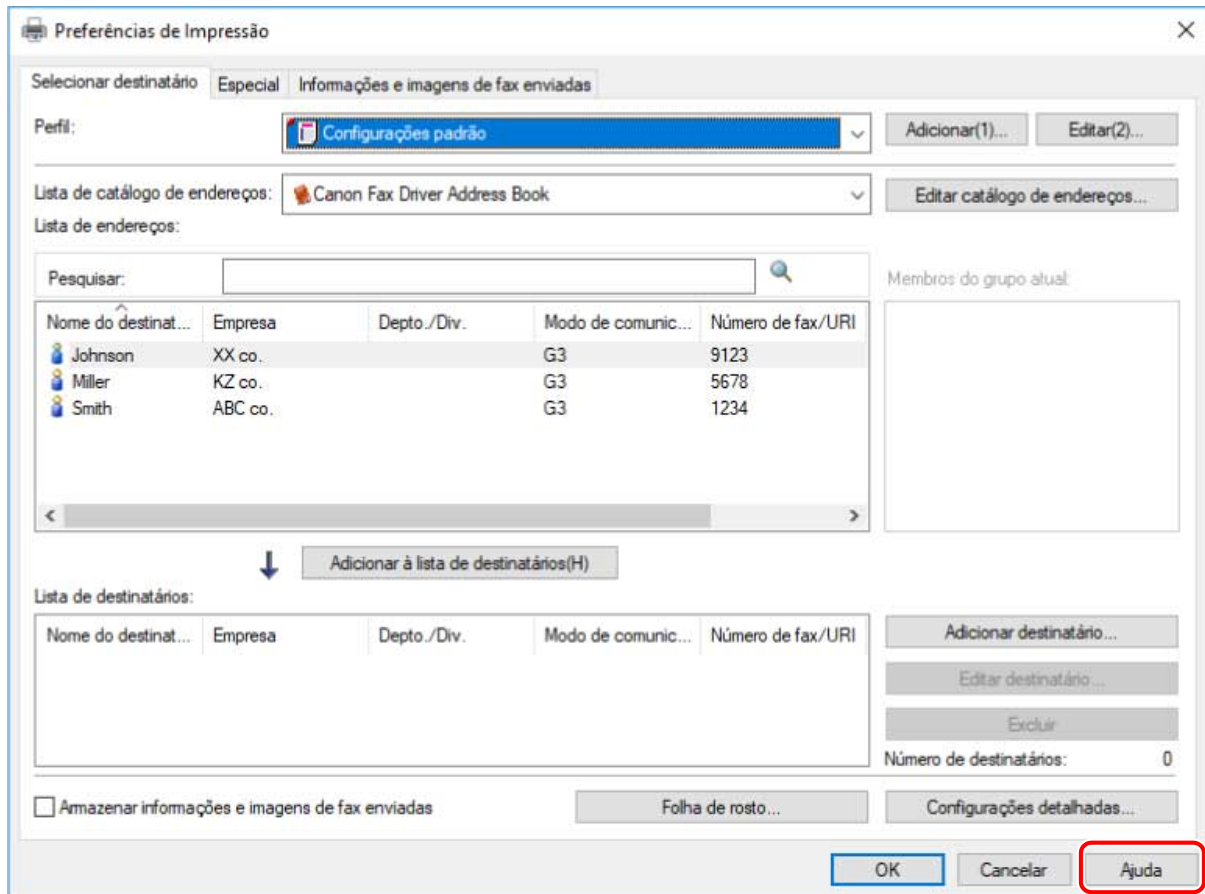 Preferências de Impressão
Selecionar destinatário Especial Informações e imagens de fax enviadas
Perfil: Configurações padrão Adicionar(1)... Editar(2)...
Lista de catálogo de endereços: Canon Fax Driver Address Book Editar catálogo de endereços...
Lista de endereços:
Pesquisar: Membros do grupo atual:
Nome do destinat... Empresa Depto./Div. Modo de comunic... Número de fax/URI
Johnson XX co. G3 9123
Miller KZ co. G3 5678
Smith ABC co. G3 1234
Adicionar à lista de destinatários(H)
Lista de destinatários:
Nome do destinat... Empresa Depto./Div. Modo de comunic... Número de fax/URI Adicionar destinatário...
Editar destinatário...
Excluir
Número de destinatários: 0
Armazenar informações e imagens de fax enviadas Folha de rosto... Configurações detalhadas...
OK Cancelar Ajuda